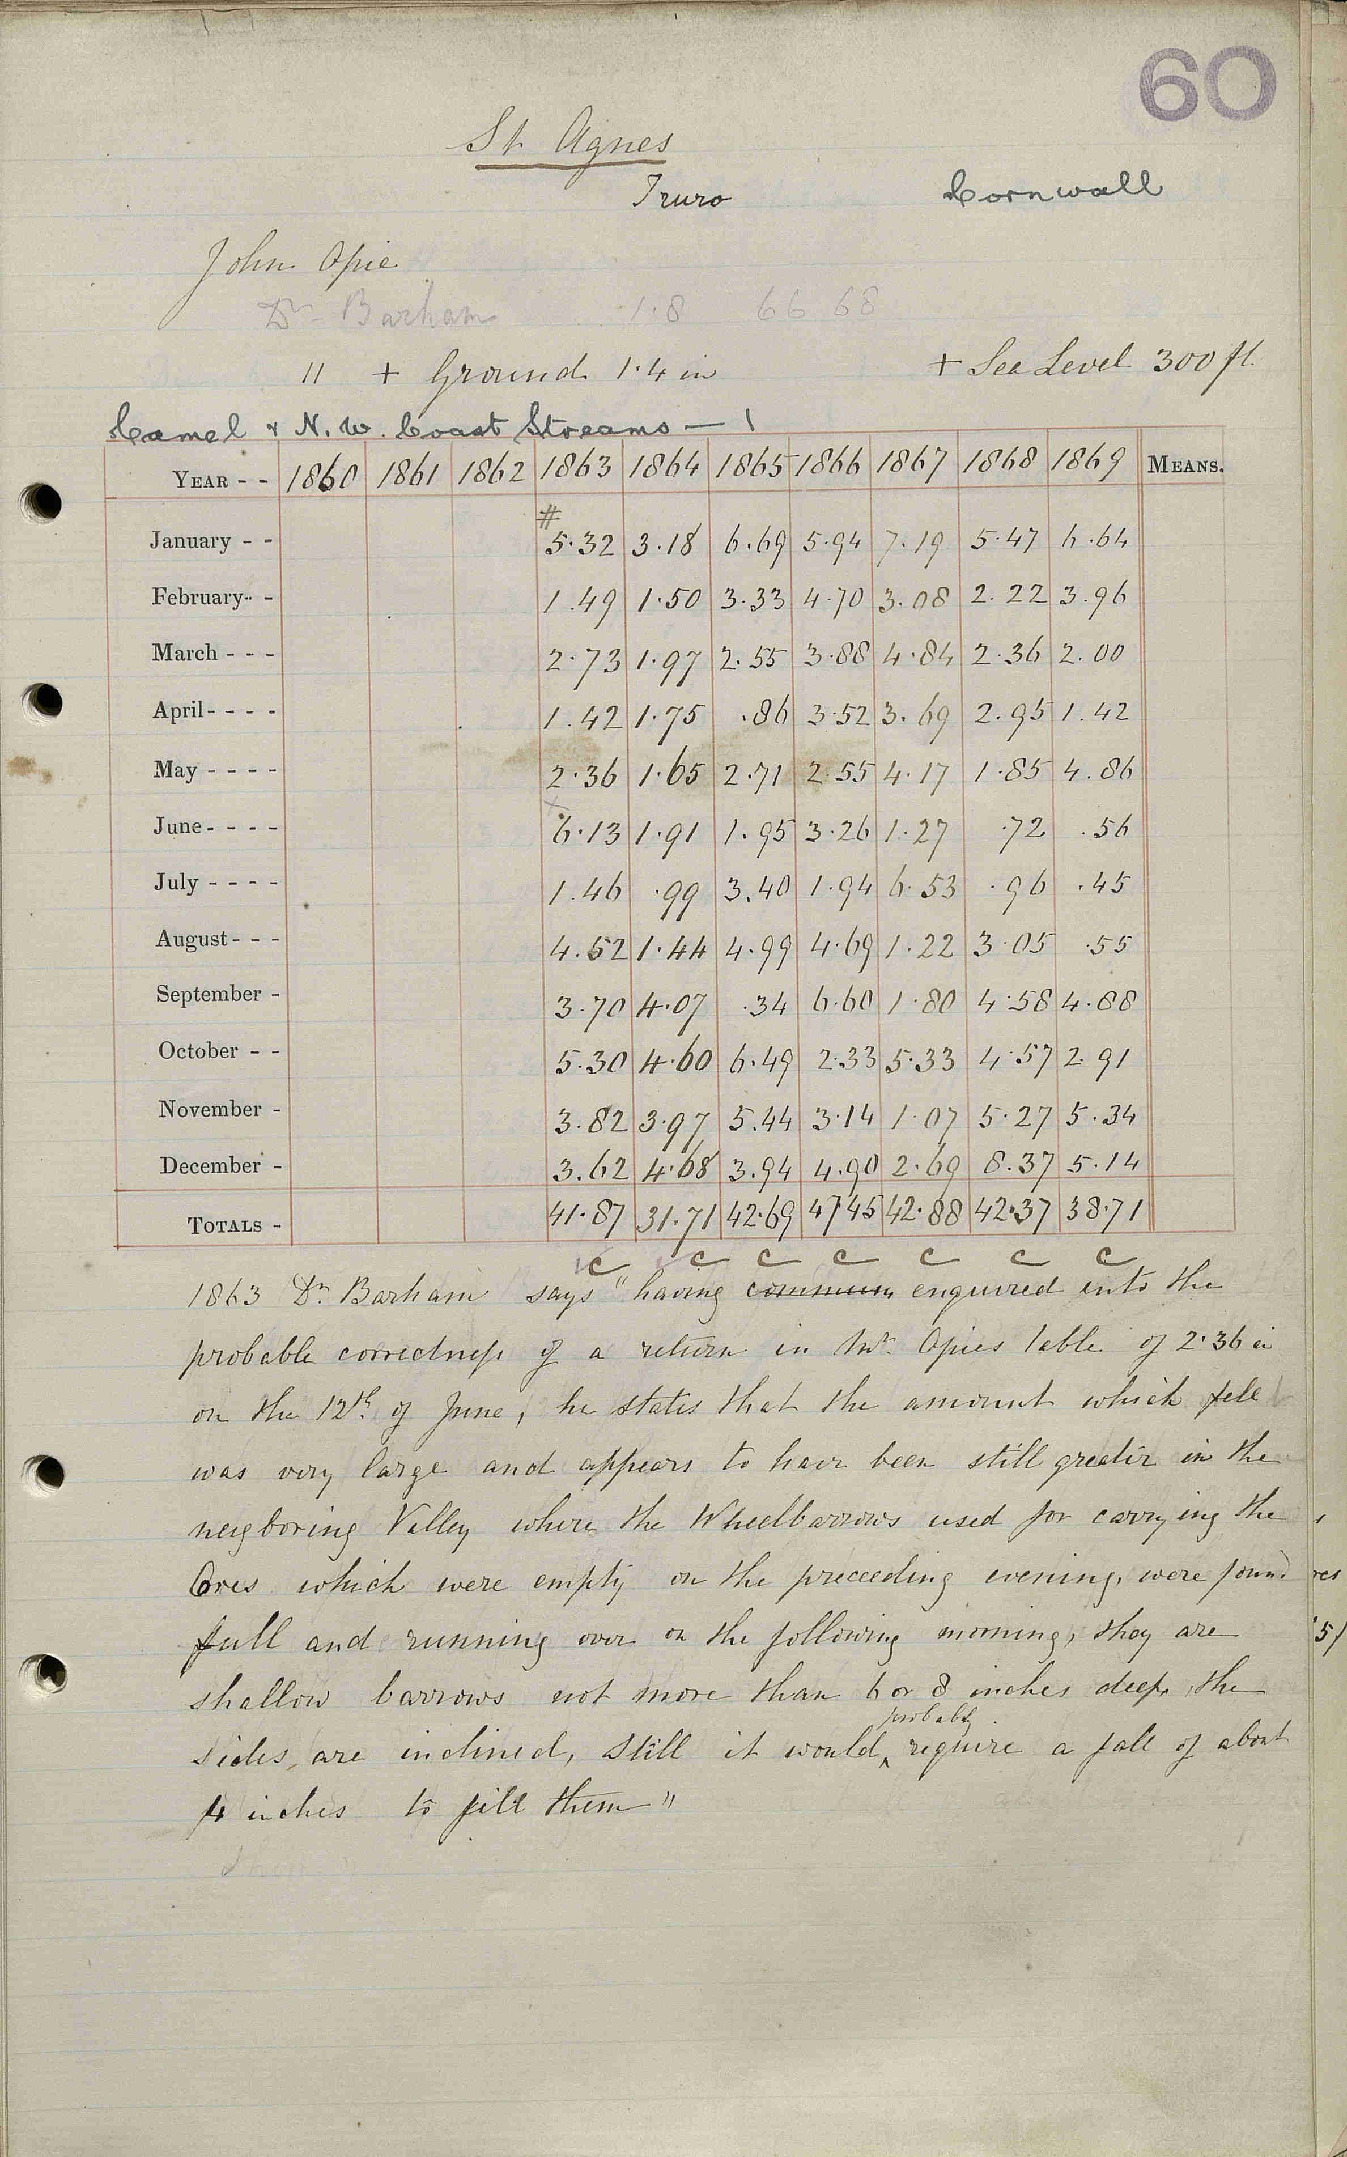 60
St Agnes
Truro Cornwall
John Opie
Dr Barham 1.8 66 68
" + Ground 1.4 in + Sea Level 300 ft
Camel & N.W. Coast Streams — 1
YEAR - - 1860 1861 1862 1863 1864 1865 1866 1867 1868 1869 MEANS.
#
January - - 5.32 3.18 6.69 5.94 7.19 5.47 6.64
February - - 1.49 1.50 3.33 4.70 3.08 2.22 3.96
March - - - 2.73 1.97 2.55 3.88 4.84 2.36 2.00
April - - - - 1.42 1.75 .86 3.52 3.69 2.95 1.42
May - - - - 2.36 1.65 2.71 2.55 4.17 1.85 4.86
x
June - - - - 6.13 1.91 1.95 3.26 1.27 .72 .56
July - - - - 1.46 .99 3.40 1.94 6.53 .96 .45
August - - - 4.52 1.44 4.99 4.69 1.22 3.05 .55
September - 3.70 4.07 .34 6.60 1.80 4.58 4.88
October - - 5.30 4.60 6.49 2.33 5.33 4.57 2.91
November - 3.82 3.97 5.44 3.14 1.07 5.27 5.34
December - 3.62 4.68 3.94 4.90 2.69 8.37 5.14
TOTALS - 41.87 31.71 42.69 47.45 42.88 42.37 38.71
C C C C C C C
1863 Dr. Barham says "having enquired into the
probable correctness of a return in Mr. Opies table of 2.36 in
on the 12th. of June, he states that the amount which fell
was very large and appears to have been still greater in the
neigboring Valley where the Wheelbarrows used for carrying the
Ores which were empty on the preceeding evening, were found
full and running over on the following morning, they are
shallow barrows not more than 6 or 8 inches deep, the
probably
sides, are inclined, still it would ‸ require a fall of about
4 inches to fill them"